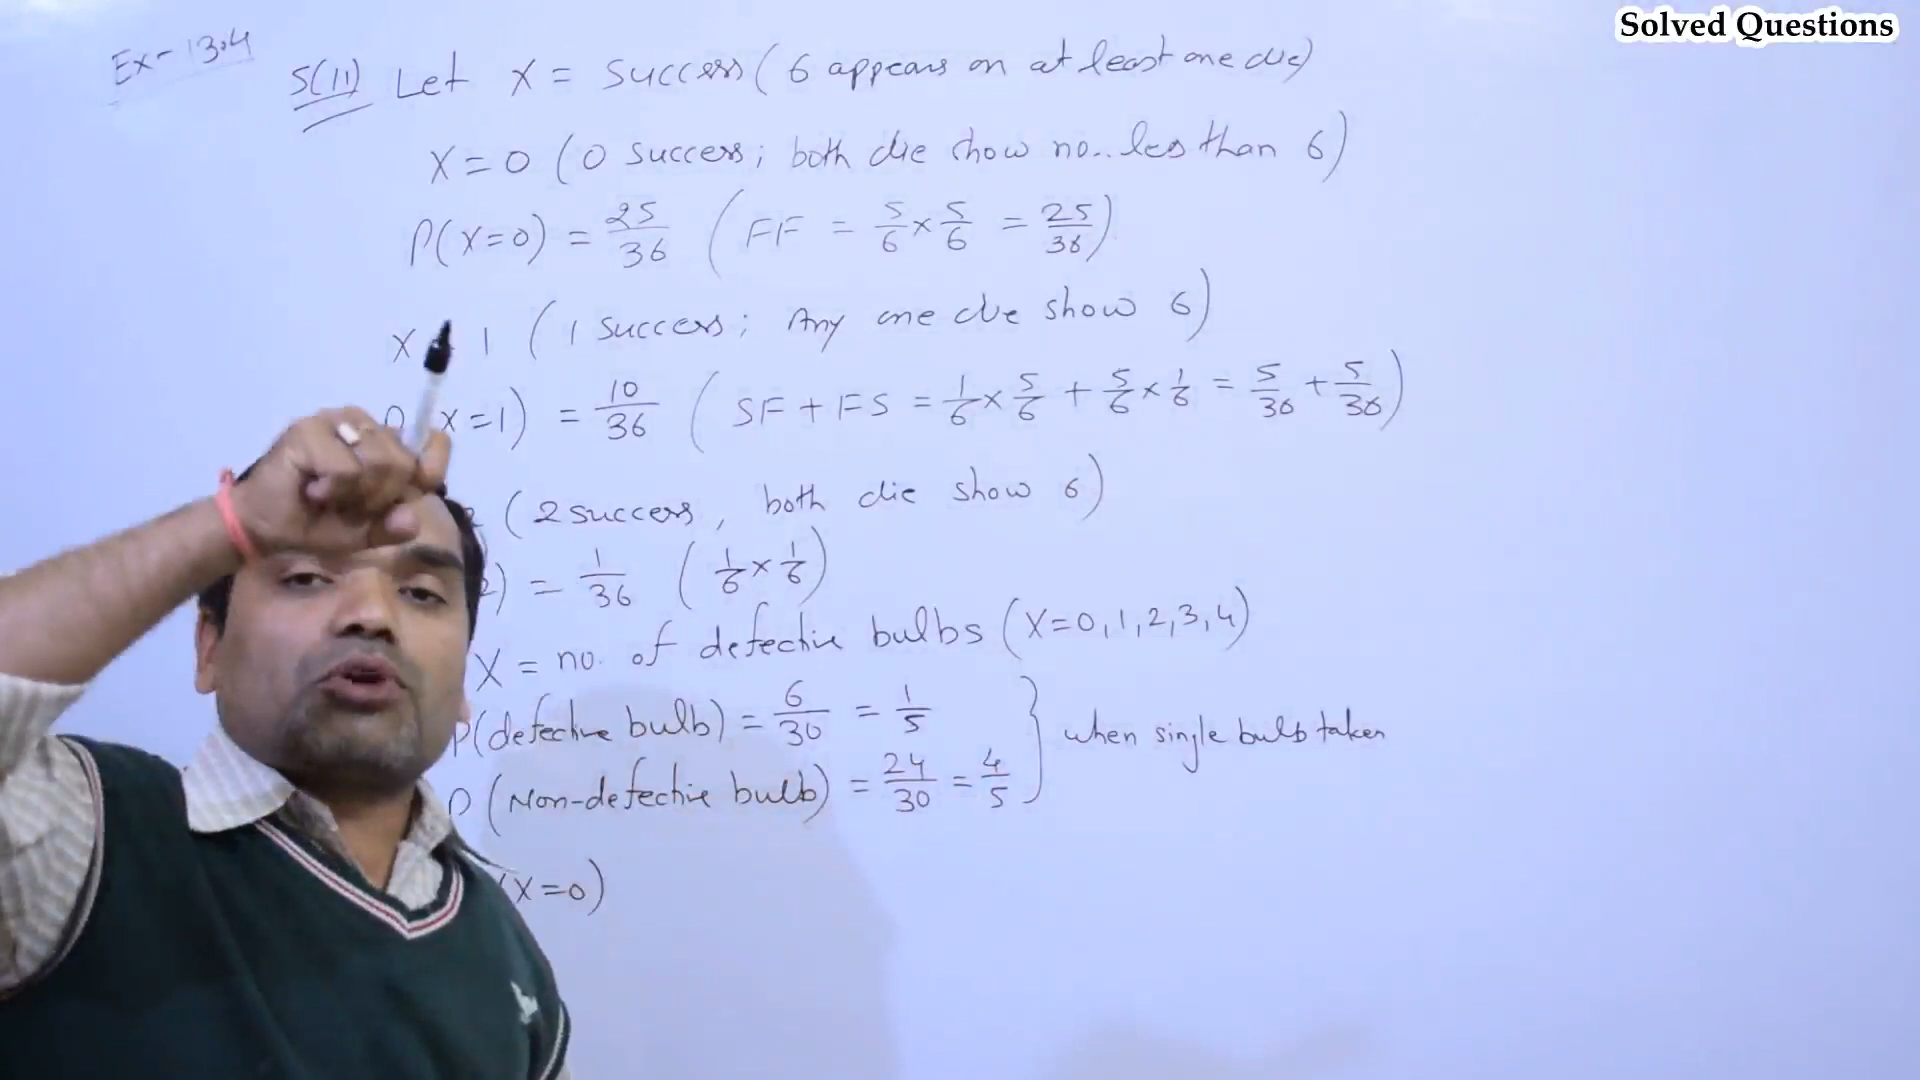 Solved Questions
Ex- 13.4
5(ii) Let X = success (6 appears on at least one die)
X = 0 (0 success; both die show no.. les than 6)
P(X=0) = 25/36 (FF = 5/6 × 5/6 = 25/36)
X = 1 (1 success; Any one die show 6)
P(X=1) = 10/36 (SF + FS = 1/6 × 5/6 + 5/6 × 1/6 = 5/36 + 5/36)
2 (2 success, both die show 6)
2) = 1/36 (1/6 × 1/6)
X = no. of defective bulbs (X=0,1,2,3,4)
P(defective bulb) = 6/30 = 1/5
P(Non-defective bulb) = 24/30 = 4/5 } when single bulb taken
(X=0)